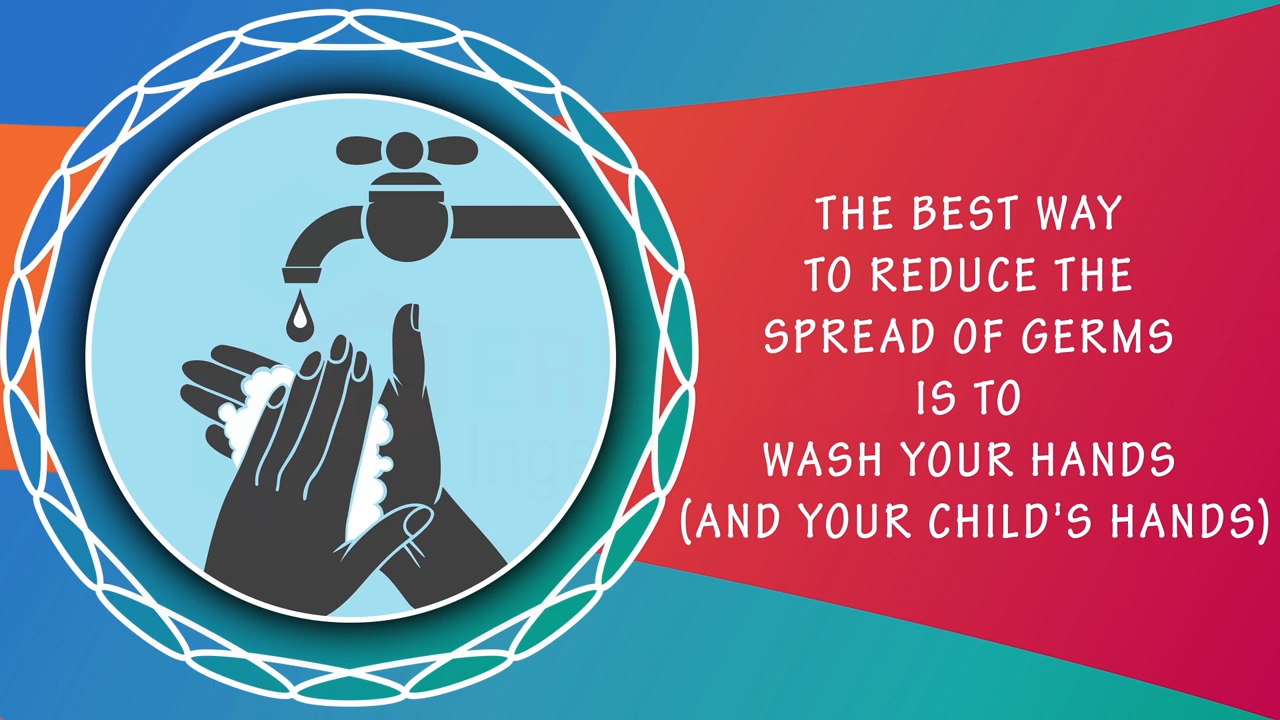 THE BEST WAY
TO REDUCE THE
SPREAD OF GERMS
IS TO
WASH YOUR HANDS
(AND YOUR CHILD'S HANDS)